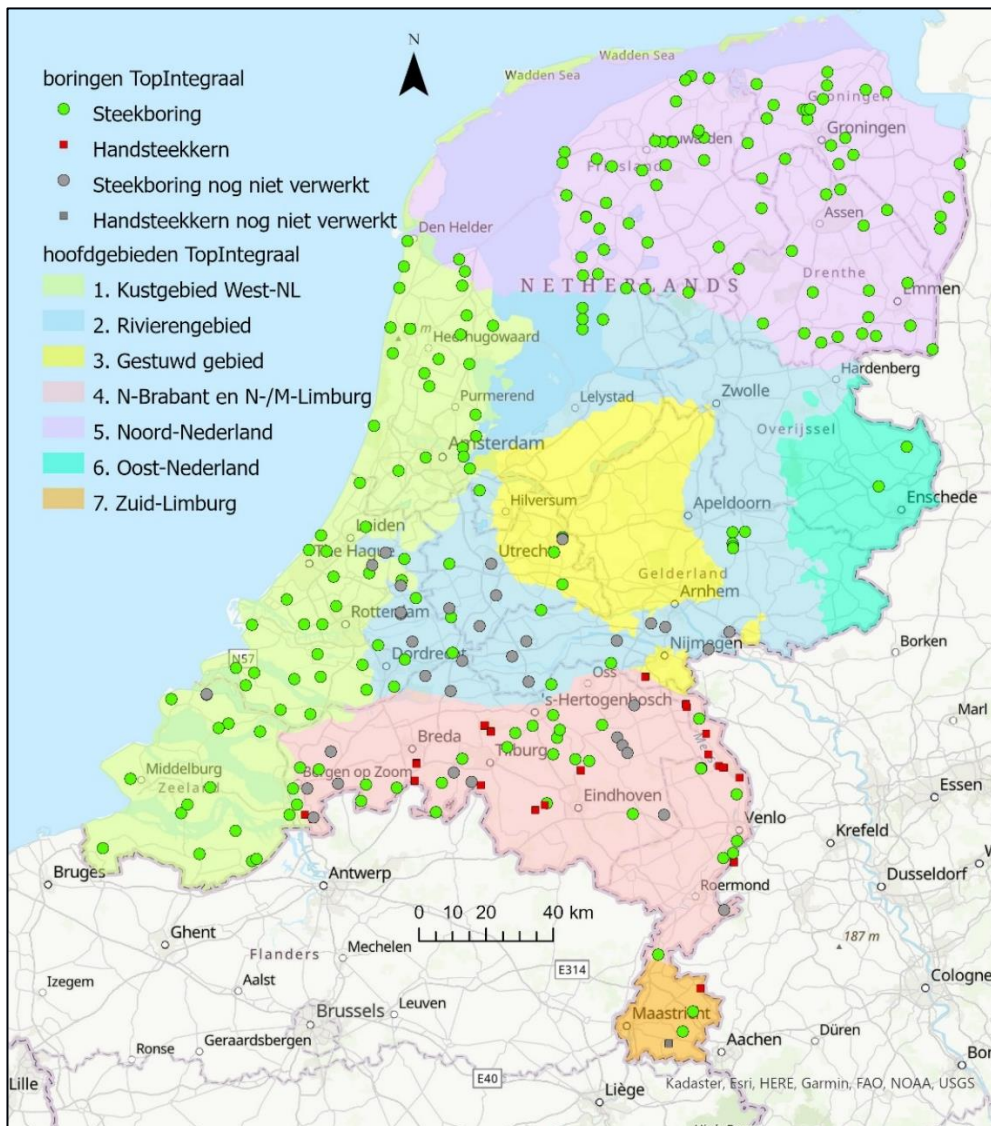 Wadden Sea
Wadden Sea
N
boringen TopIntegraal
Steekboring
Handsteekkern
Steekboring nog niet verwerkt
Handsteekkern nog niet verwerkt
hoofdgebieden TopIntegraal
1. Kustgebied West-NL
2. Rivierengebied
3. Gestuwd gebied
4. N-Brabant en N-/M-Limburg
5. Noord-Nederland
6. Oost-Nederland
7. Zuid-Limburg
Groningen
Groningen
Friesland
Assen
Den Helder
Drenthe
NETHERLANDS
Emmen
Heerhugowaard
Hardenberg
Purmerend
Lelystad
Zwolle
Amsterdam
Overijssel
Hilversum
Apeldoorn
Enschede
Leiden
The Hague
Utrecht
Gelderland
Arnhem
Rotterdam
Nijmegen
Borken
N57
Dordrecht
Oss
's-Hertogenbosch
Marl
Breda
Tilburg
Middelburg
Bergen op Zoom
Zeeland
Eindhoven
Essen
Venlo
Krefeld
Bruges
Antwerp
Dusseldorf
Roermond
0 10 20 40 km
Ghent
Mechelen
187 m
Flanders
E314
Cologne
Izegem
Aalst
Leuven
Brussels
Maastricht
Ronse
Geraardsbergen
Aachen
Düren
Lille
E40
Liège
Kadaster, Esri, HERE, Garmin, FAO, NOAA, USGS